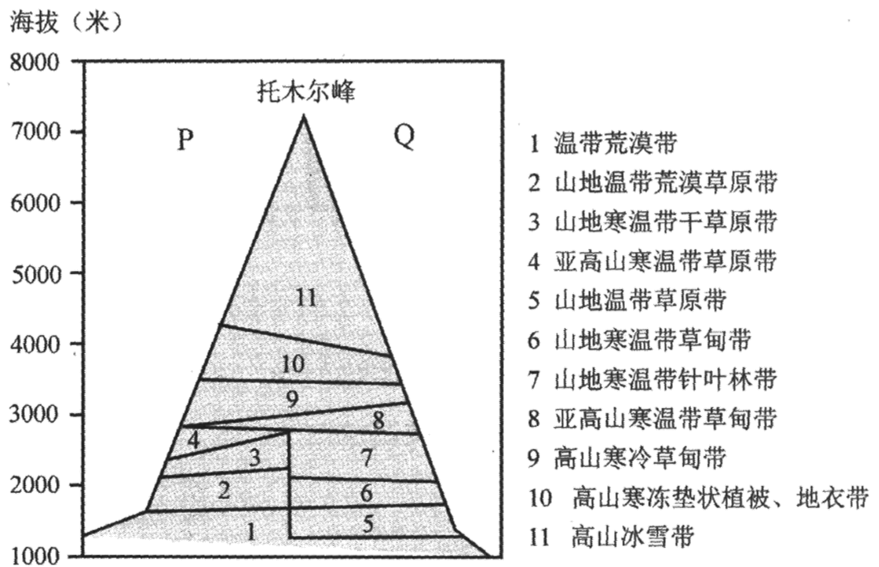 海拔（米）
8000
托木尔峰
7000
P
Q
1 温带荒漠带
2 山地温带荒漠草原带
6000
3 山地寒温带干草原带
4 亚高山寒温带草原带
5000
11
5 山地温带草原带
6 山地寒温带草甸带
4000
10
7 山地寒温带针叶林带
9
3000
8
8 亚高山寒温带草甸带
4
3
7
9 高山寒冷草甸带
2000
2
6
10 高山寒冻垫状植被、地衣带
1
5
11 高山冰雪带
1000